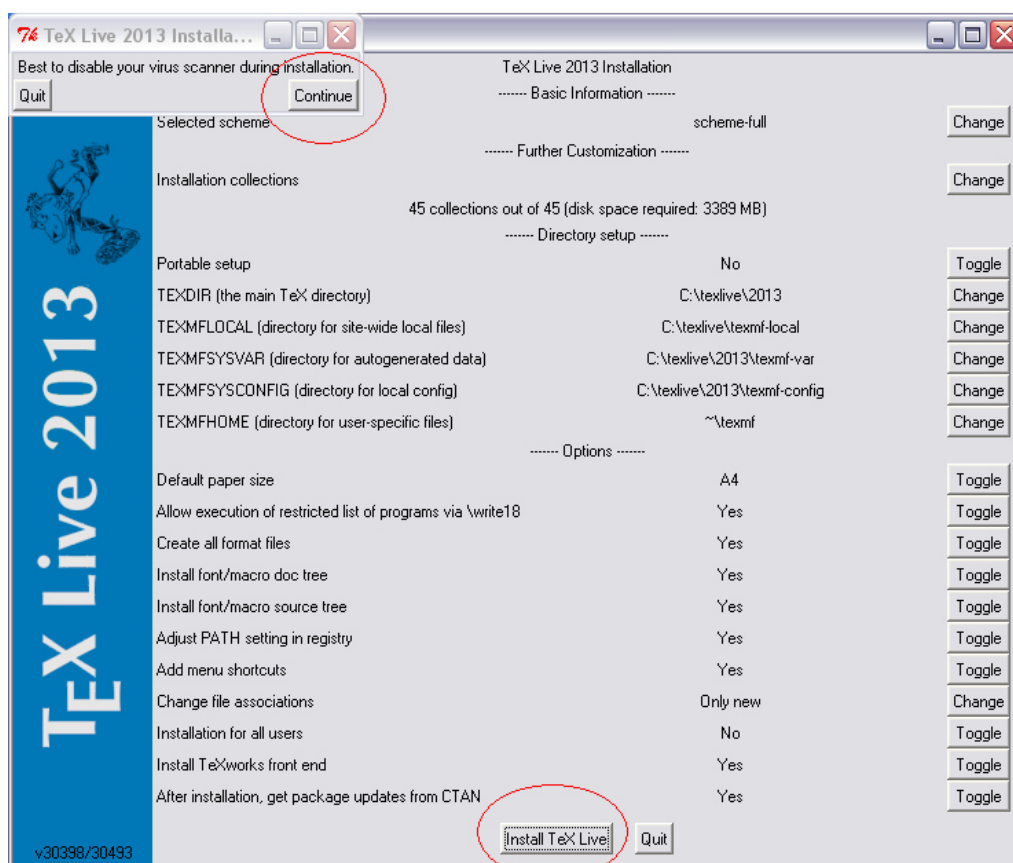 TeX Live 2013 Installa...
Best to disable your virus scanner during installation.
Quit Continue
TeX Live 2013 Installation
------- Basic Information -------
Selected scheme scheme-full Change
------- Further Customization -------
Installation collections Change
45 collections out of 45 (disk space required: 3389 MB)
------- Directory setup -------
Portable setup No Toggle
TEXDIR (the main TeX directory) C:\texlive\2013 Change
TEXMFLOCAL (directory for site-wide local files) C:\texlive\texmf-local Change
TEXMFSYSVAR (directory for autogenerated data) C:\texlive\2013\texmf-var Change
TEXMFSYSCONFIG (directory for local config) C:\texlive\2013\texmf-config Change
TEXMFHOME (directory for user-specific files) ~\texmf Change
------- Options -------
Default paper size A4 Toggle
Allow execution of restricted list of programs via \write18 Yes Toggle
Create all format files Yes Toggle
Install font/macro doc tree Yes Toggle
Install font/macro source tree Yes Toggle
Adjust PATH setting in registry Yes Toggle
Add menu shortcuts Yes Toggle
Change file associations Only new Change
Installation for all users No Toggle
Install TeXworks front end Yes Toggle
After installation, get package updates from CTAN Yes Toggle
Install TeX Live Quit
TEX Live 2013
v30398/30493